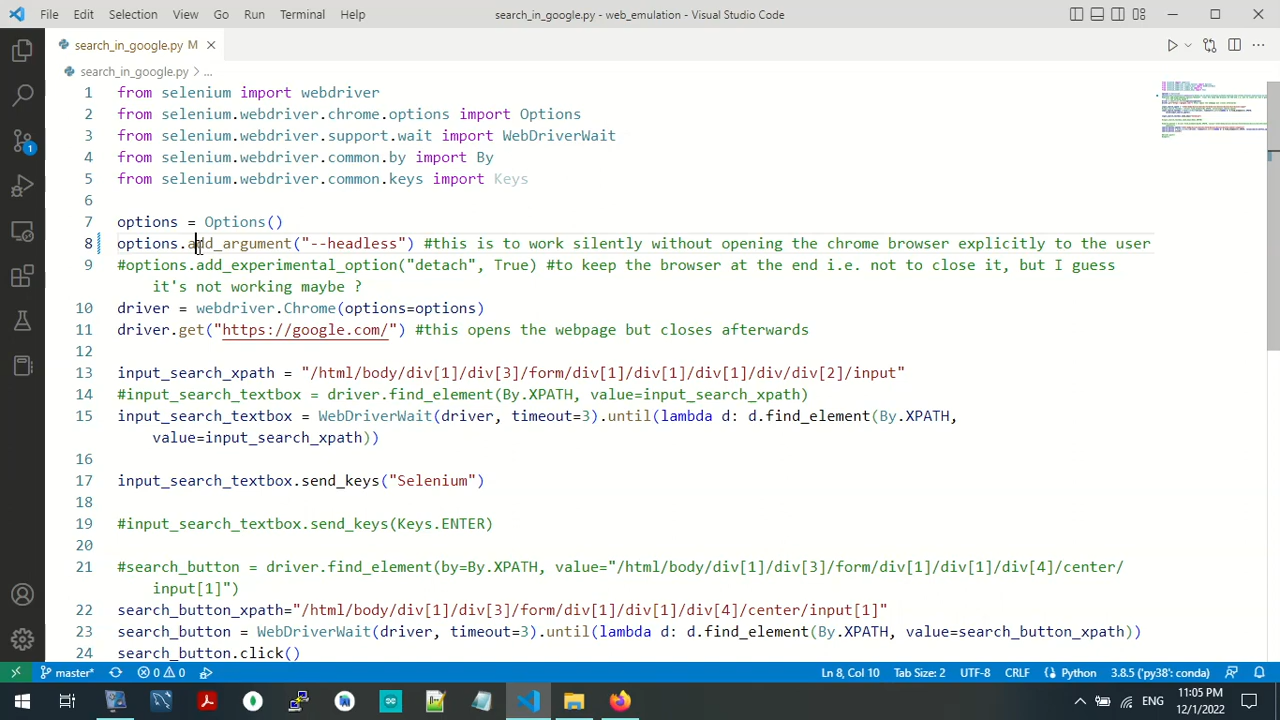 File Edit Selection View Go Run Terminal Help search_in_google.py - web_emulation - Visual Studio Code
search_in_google.py M
search_in_google.py > ...
1 from selenium import webdriver
2 from selenium.webdriver.chrome.options import Options
3 from selenium.webdriver.support.wait import WebDriverWait
4 from selenium.webdriver.common.by import By
5 from selenium.webdriver.common.keys import Keys
6
7 options = Options()
8 options.add_argument("--headless") #this is to work silently without opening the chrome browser explicitly to the user
9 #options.add_experimental_option("detach", True) #to keep the browser at the end i.e. not to close it, but I guess
it's not working maybe ?
10 driver = webdriver.Chrome(options=options)
11 driver.get("https://google.com/") #this opens the webpage but closes afterwards
12
13 input_search_xpath = "/html/body/div[1]/div[3]/form/div[1]/div[1]/div[1]/div/div[2]/input"
14 #input_search_textbox = driver.find_element(By.XPATH, value=input_search_xpath)
15 input_search_textbox = WebDriverWait(driver, timeout=3).until(lambda d: d.find_element(By.XPATH,
value=input_search_xpath))
16
17 input_search_textbox.send_keys("Selenium")
18
19 #input_search_textbox.send_keys(Keys.ENTER)
20
21 #search_button = driver.find_element(by=By.XPATH, value="/html/body/div[1]/div[3]/form/div[1]/div[1]/div[4]/center/
input[1]")
22 search_button_xpath="/html/body/div[1]/div[3]/form/div[1]/div[1]/div[4]/center/input[1]"
23 search_button = WebDriverWait(driver, timeout=3).until(lambda d: d.find_element(By.XPATH, value=search_button_xpath))
24 search_button.click()
1
master* 0 0 Ln 8, Col 10 Tab Size: 2 UTF-8 CRLF Python 3.8.5 ('py38': conda)
ENG
11:05 PM
12/1/2022